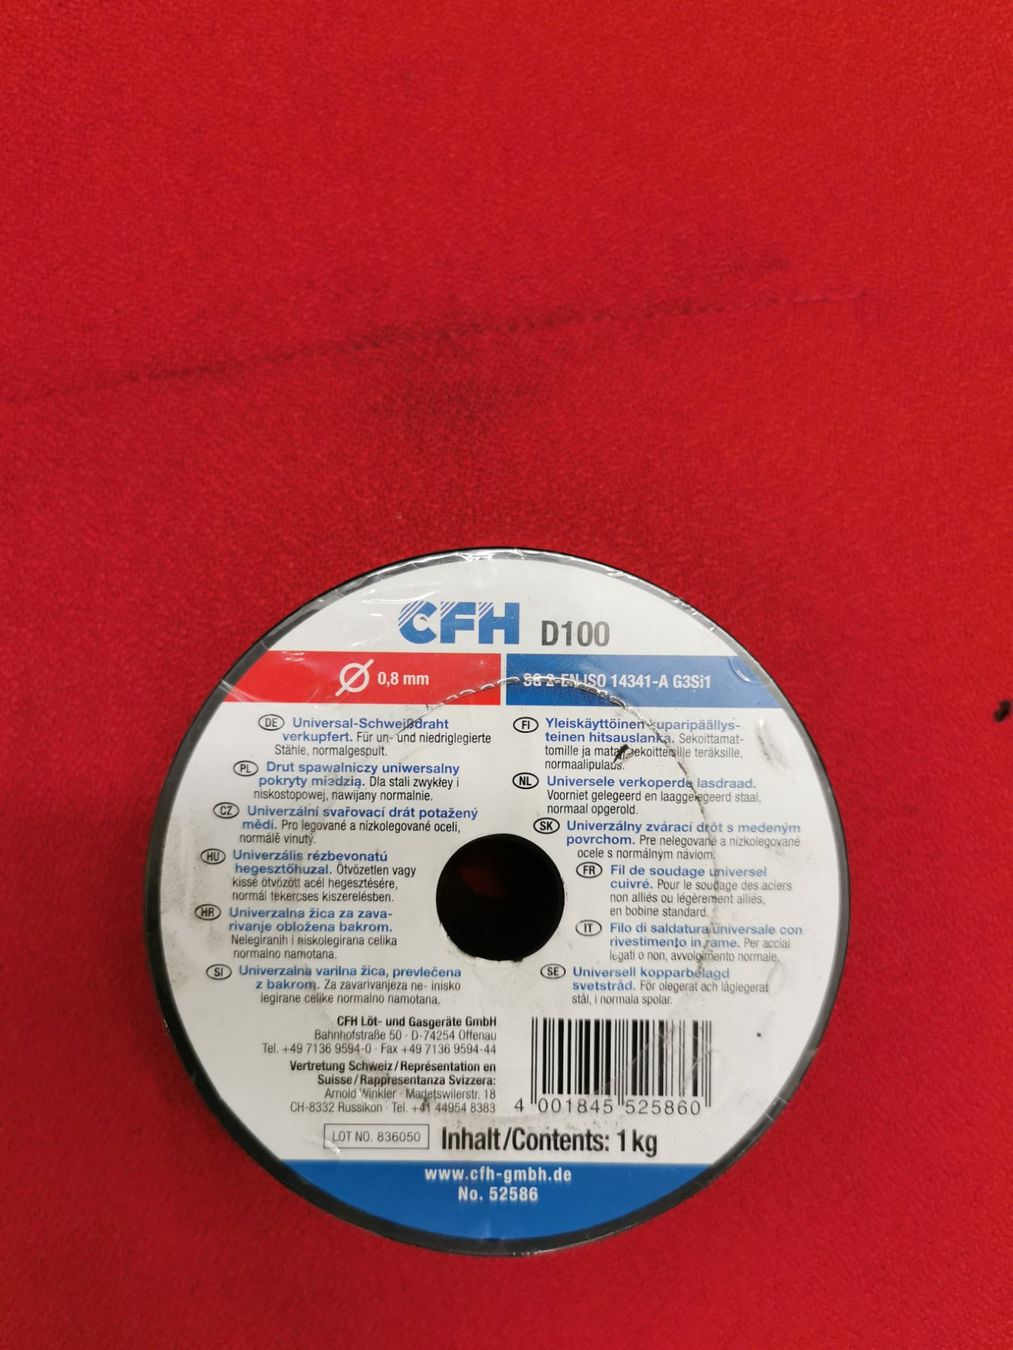 CFH D100
Ø 0,8 mm
SG 2-EN ISO 14341-A G3Si1
DE Universal-Schweißdraht
verkupfert. Für un- und niedriglegierte
Stähle, normalgespult.
PL Drut spawalniczy uniwersalny
pokryty miedzią. Dla stali zwykłey i
niskostopowej, nawijany normalnie.
CZ Univerzální svařovací drát potažený
mědí. Pro legované a nízkolegované oceli,
normálě vinutý.
HU Univerzális rézbevonatú
hegesztőhuzal. Ötvözetlen vagy
kissé ötvözött acél hegesztésére,
normál tekercses kiszerelésben.
HR Univerzalna žica za zava-
rivanje obložena bakrom.
Nelegiranih i niskolegirana celika
normalno namotana.
SI Univerzalna varilna žica, prevlečena
z bakrom. Za zavarivanjeza ne- inisko
legirane celike normalno namotana.
FI Yleiskäyttöinen kuparipäällys-
teinen hitsauslanka. Sekoittamat-
tomille ja matalsekoitteisille teräksille,
normaalipulaus.
NL Universele verkoperde lasdraad.
Voorniet gelegeerd en laaggelegeerd staal,
normaal opgerold.
SK Univerzálny zvárací drôt s medeným
povrchom. Pre nelegované a nízkolegované
ocele s normálnym návíom.
FR Fil de soudage universel
cuivré. Pour le soudage des aciers
non alliés ou légèrement alliés,
en bobine standard.
IT Filo di saldatura universale con
rivestimento in rame. Per acciai
legati o non, avvolgimento normale.
SE Universell kopparbelagd
svetstråd. För olegerat och låglegerat
stål, i normala spolar.
CFH Löt- und Gasgeräte GmbH
Bahnhofstraße 50 · D-74254 Offenau
Tel. +49 7136 9594-0 · Fax +49 7136 9594-44
Vertretung Schweiz/Représentation en
Suisse/Rappresentanza Svizzera:
Arnold Winkler · Madetswilerstr. 18
CH-8332 Russikon · Tel. +41 44954 8383
4 001845 525860
LOT NO. 836050
Inhalt/Contents: 1 kg
www.cfh-gmbh.de
No. 52586